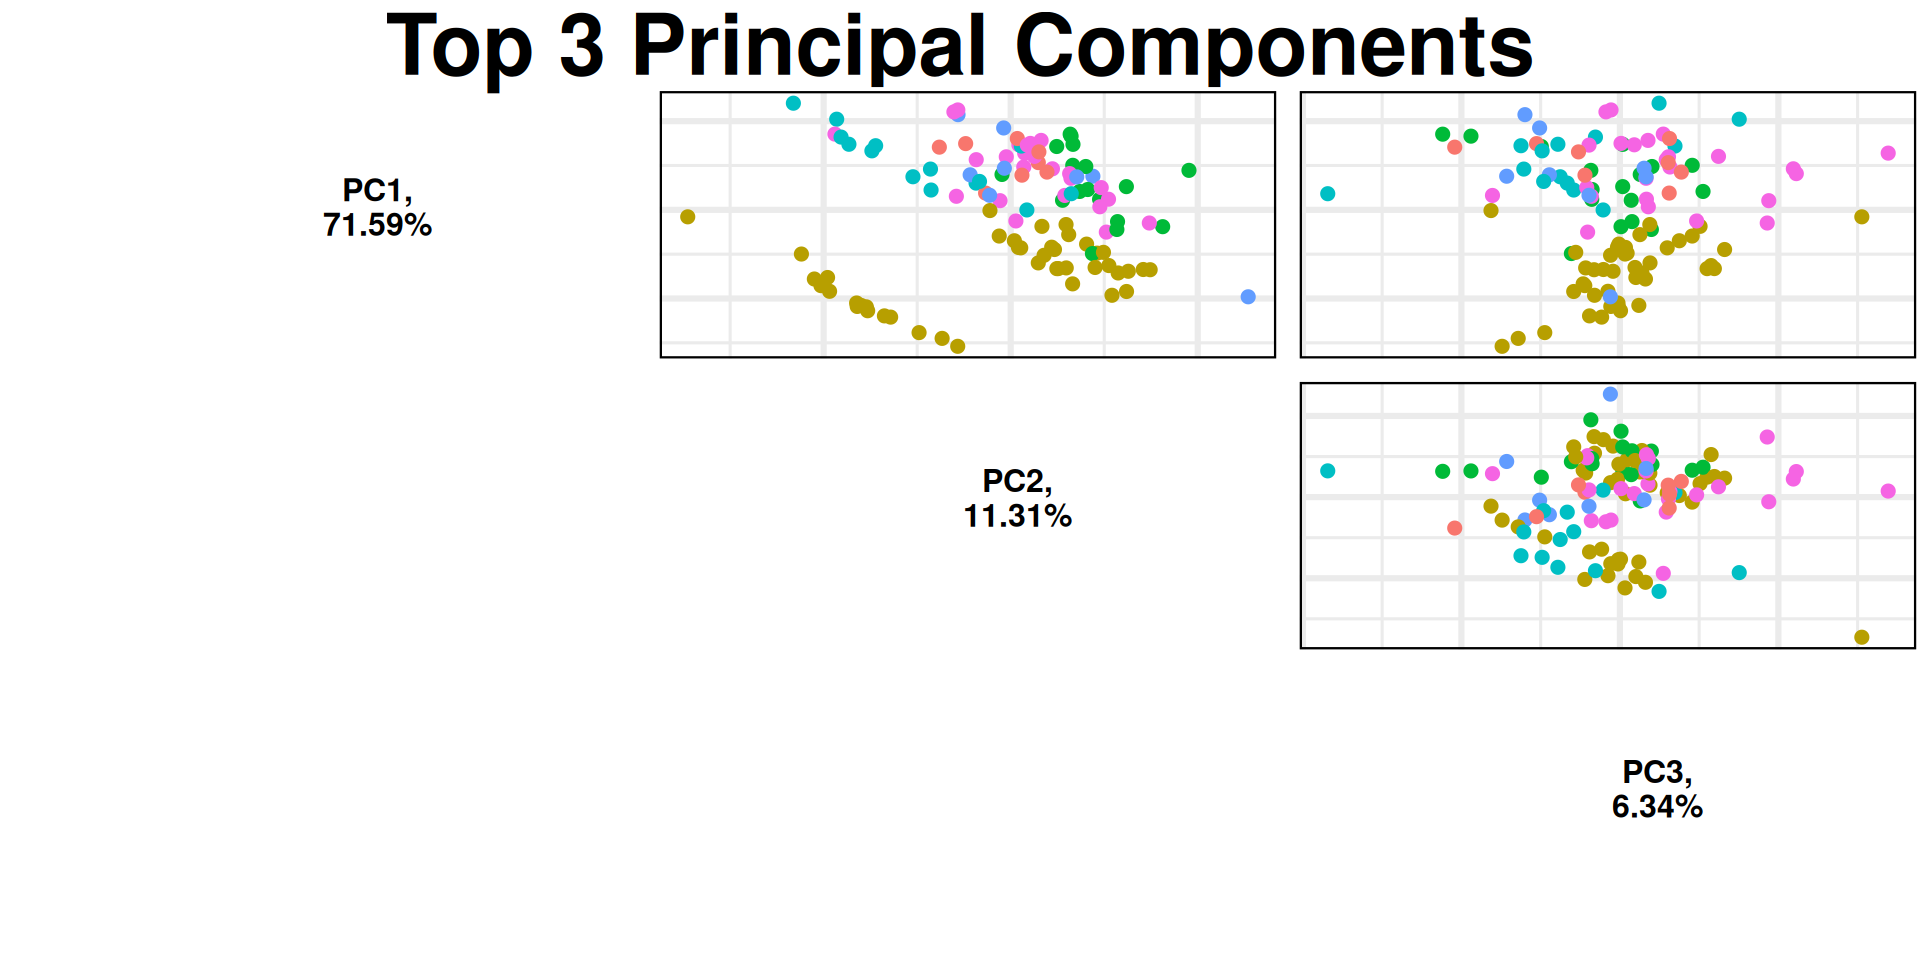 Top 3 Principal Components
PC1,
71.59%
PC2,
11.31%
PC3,
6.34%